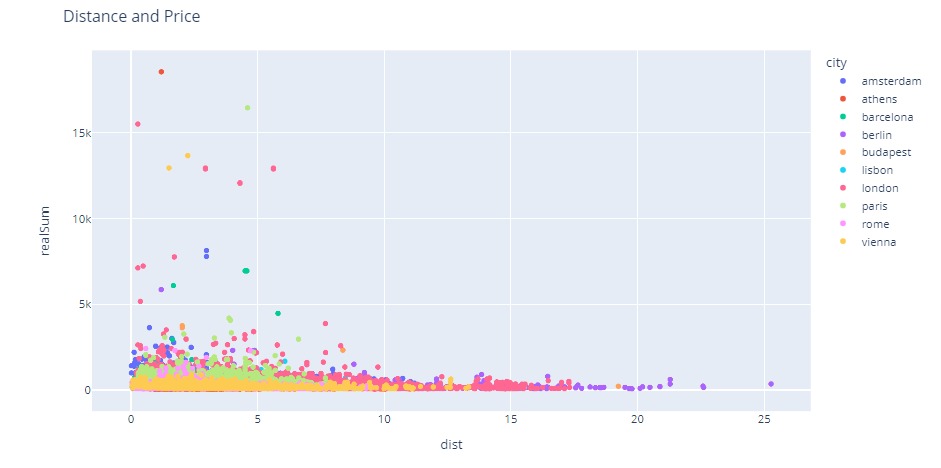 Distance and Price
city
amsterdam
athens
barcelona
berlin
budapest
lisbon
london
paris
rome
vienna
realSum
15k
10k
5k
0
0 5 10 15 20 25
dist